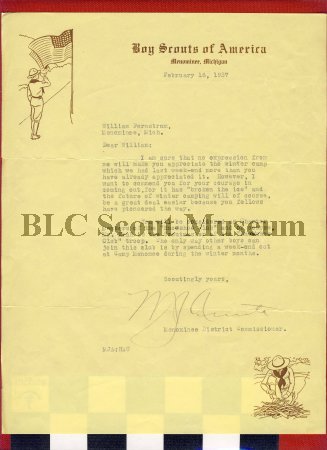 Boy Scouts of America
Menominee, Michigan
February 16, 1937
William Fernstrum,
Menominee, Mich.
Dear William:
I am sure that no expression from
me will made you appreciate the winter camp
which we had last week-end more than you
have already appreciated it. However, I
want to commend you for your courage in
coming out, for it has "broken the ice" and
the future of winter camping will of course,
be a great deal easier because you fellows
have pioneered the way.
BLC Scout Museum
troop. The only way other boys can
join this club is by spending a week-end out
at Camp during the winter months.
Scoutingly yours,
Menominee District Commissioner.